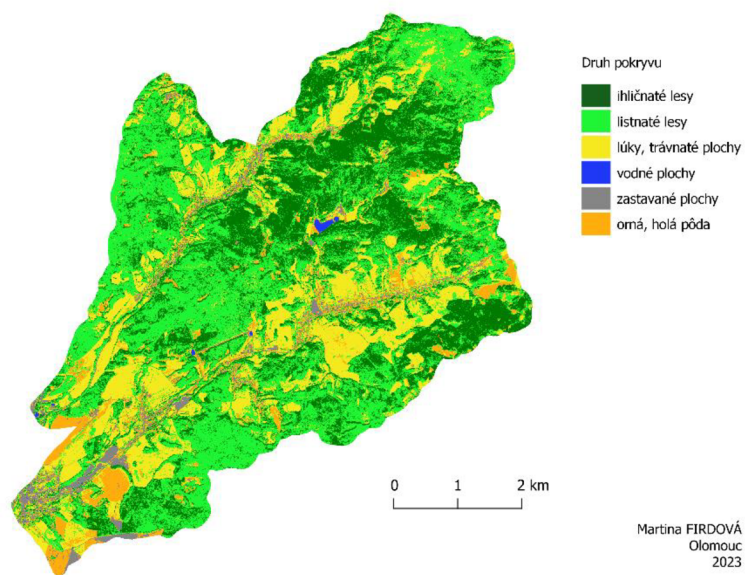 Druh pokryvu
ihličnaté lesy
listnaté lesy
lúky, trávnaté plochy
vodné plochy
zastavané plochy
orná, holá pôda
0 1 2 km
Martina FIRDOVÁ
Olomouc
2023